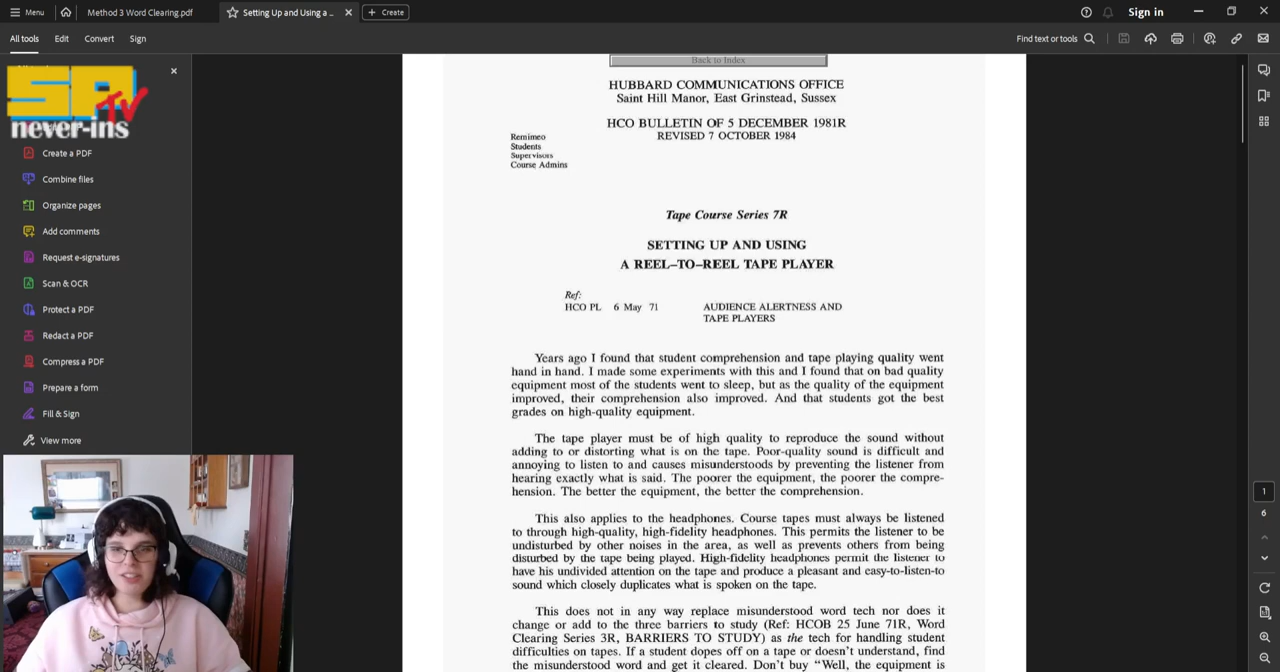 Menu
Method 3 Word Clearing.pdf
Setting Up and Using a ...
Create
Sign in
All tools
Edit
Convert
Sign
Find text or tools
SPTV
never-ins
Create a PDF
Combine files
Organize pages
Add comments
Request e-signatures
Scan & OCR
Protect a PDF
Redact a PDF
Compress a PDF
Prepare a form
Fill & Sign
View more
Back to Index
HUBBARD COMMUNICATIONS OFFICE
Saint Hill Manor, East Grinstead, Sussex
HCO BULLETIN OF 5 DECEMBER 1981R
REVISED 7 OCTOBER 1984
Remimeo
Students
Supervisors
Course Admins
Tape Course Series 7R
SETTING UP AND USING
A REEL–TO–REEL TAPE PLAYER
Ref:
HCO PL 6 May 71 AUDIENCE ALERTNESS AND
TAPE PLAYERS
Years ago I found that student comprehension and tape playing quality went
hand in hand. I made some experiments with this and I found that on bad quality
equipment most of the students went to sleep, but as the quality of the equipment
improved, their comprehension also improved. And that students got the best
grades on high-quality equipment.
The tape player must be of high quality to reproduce the sound without
adding to or distorting what is on the tape. Poor-quality sound is difficult and
annoying to listen to and causes misunderstoods by preventing the listener from
hearing exactly what is said. The poorer the equipment, the poorer the compre-
hension. The better the equipment, the better the comprehension.
This also applies to the headphones. Course tapes must always be listened
to through high-quality, high-fidelity headphones. This permits the listener to be
undisturbed by other noises in the area, as well as prevents others from being
disturbed by the tape being played. High-fidelity headphones permit the listener to
have his undivided attention on the tape and produce a pleasant and easy-to-listen-to
sound which closely duplicates what is spoken on the tape.
This does not in any way replace misunderstood word tech nor does it
change or add to the three barriers to study (Ref: HCOB 25 June 71R, Word
Clearing Series 3R, BARRIERS TO STUDY) as the tech for handling student
difficulties on tapes. If a student dopes off on a tape or doesn't understand, find
the misunderstood word and get it cleared. Don't buy "Well, the equipment is
1
6